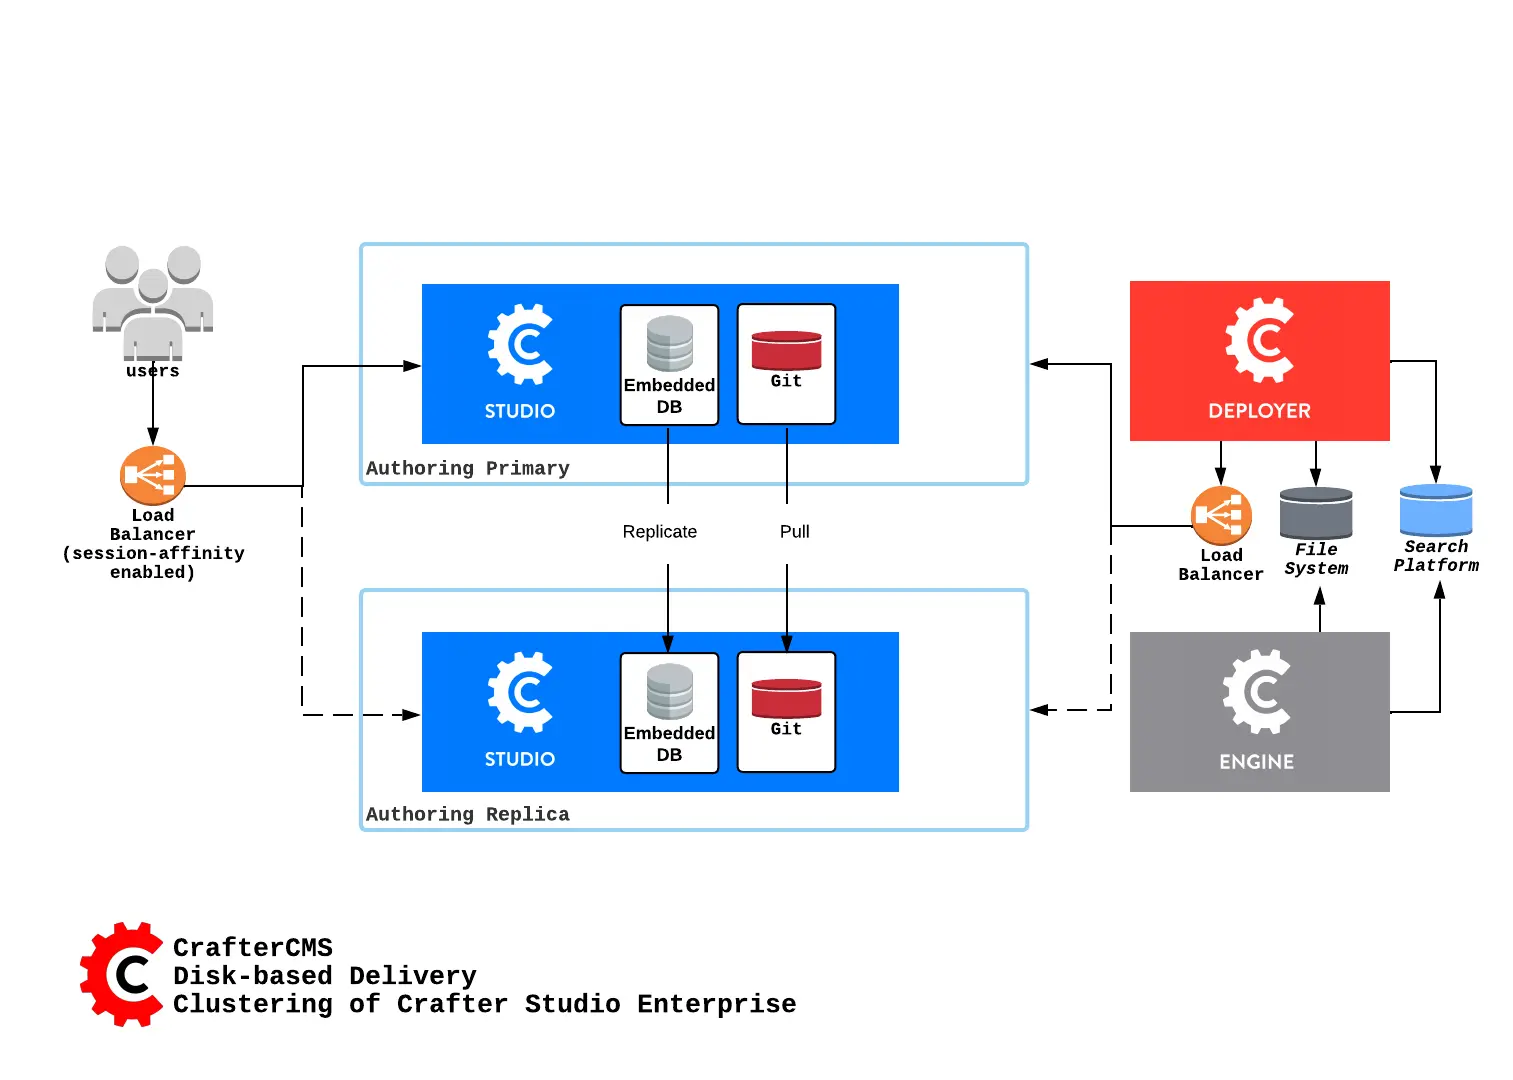 users
Load
Balancer
(session-affinity
enabled)
STUDIO
Embedded
DB
Git
Authoring Primary
Replicate
Pull
STUDIO
Embedded
DB
Git
Authoring Replica
DEPLOYER
Load
Balancer
File
System
Search
Platform
ENGINE
CrafterCMS
Disk-based Delivery
Clustering of Crafter Studio Enterprise